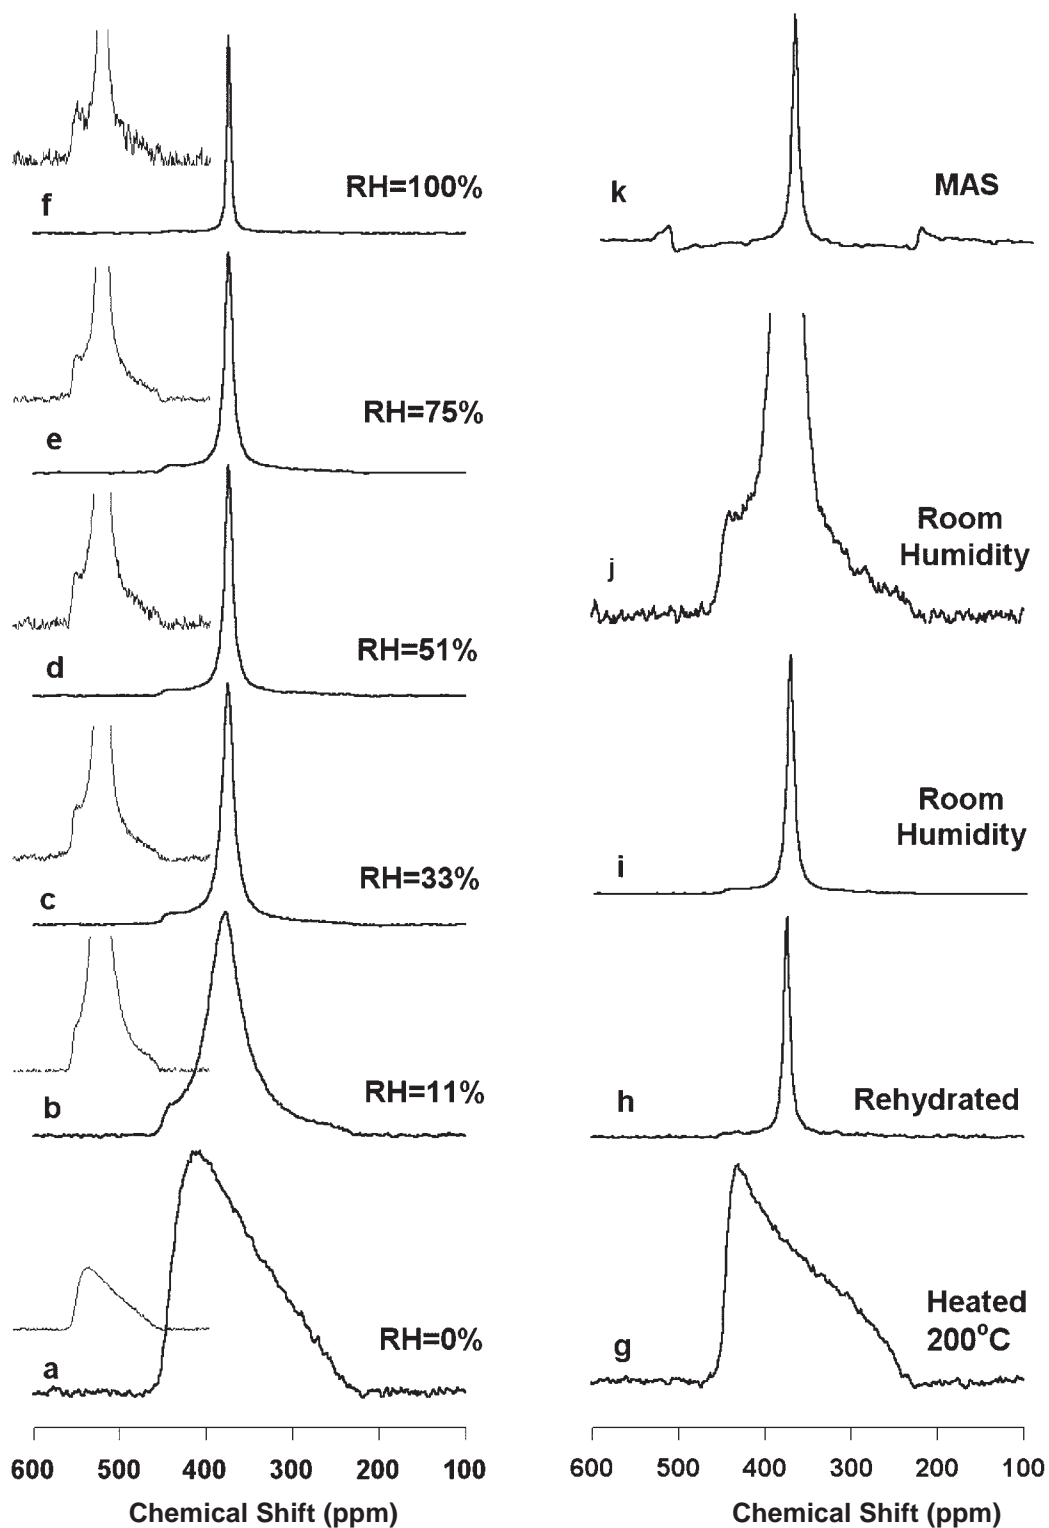 f
RH=100%
e
RH=75%
d
RH=51%
c
RH=33%
b
RH=11%
a
RH=0%
600 500 400 300 200 100
Chemical Shift (ppm)
k
MAS
j
Room
Humidity
i
Room
Humidity
h
Rehydrated
g
Heated
200°C
600 500 400 300 200 100
Chemical Shift (ppm)